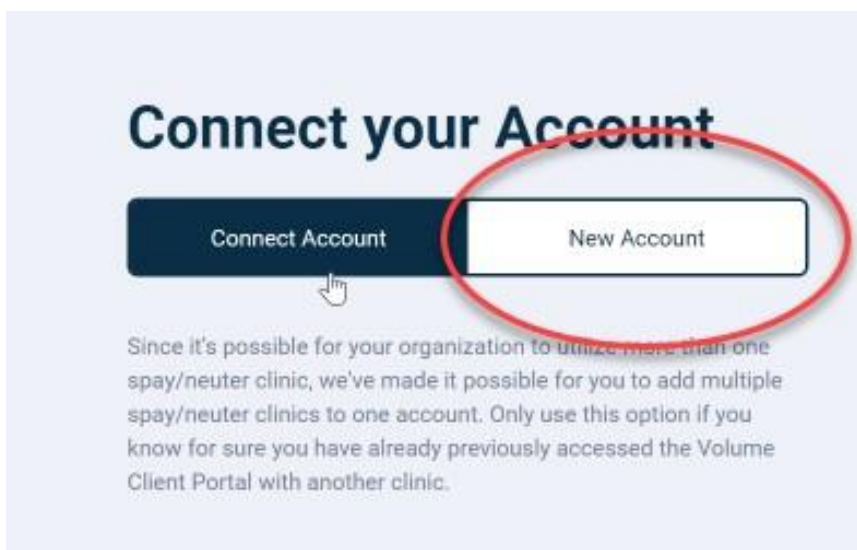 Connect your Account
Connect Account
New Account
Since it's possible for your organization to utilize more than one
spay/neuter clinic, we've made it possible for you to add multiple
spay/neuter clinics to one account. Only use this option if you
know for sure you have already previously accessed the Volume
Client Portal with another clinic.